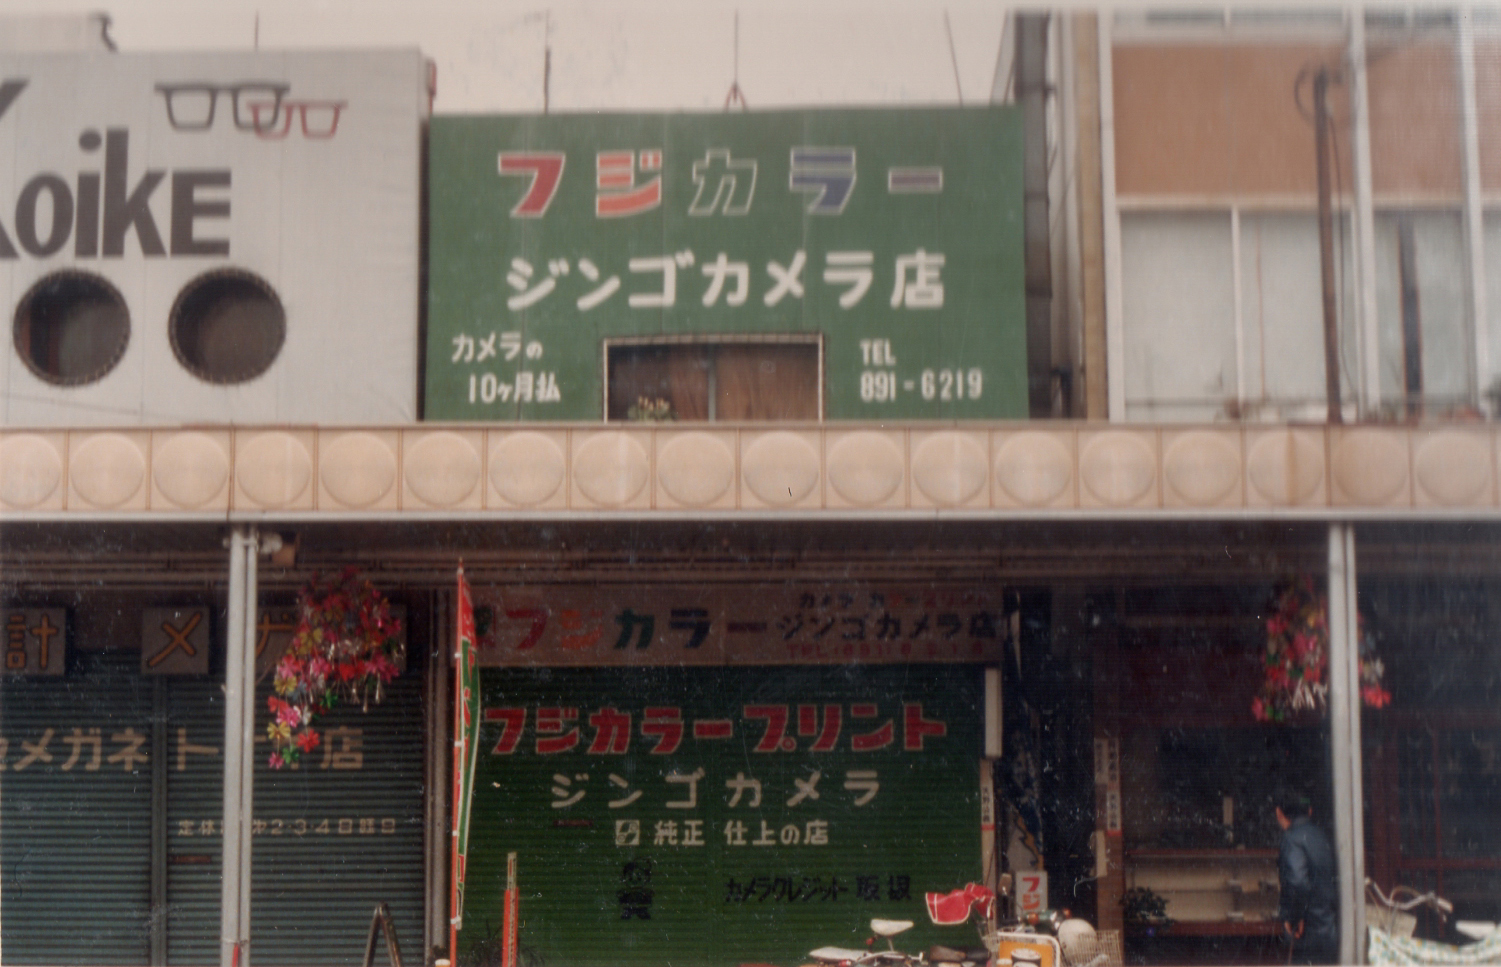 KoikE
フジカラー
ジンゴカメラ店
カメラの
10ヶ月払
TEL
891-6219
計 メガ
フジカラー
ジンゴカメラ店
メガネ
店
フジカラープリント
ジンゴカメラ
純正 仕上の店
カメラクレジット 取扱
フジ